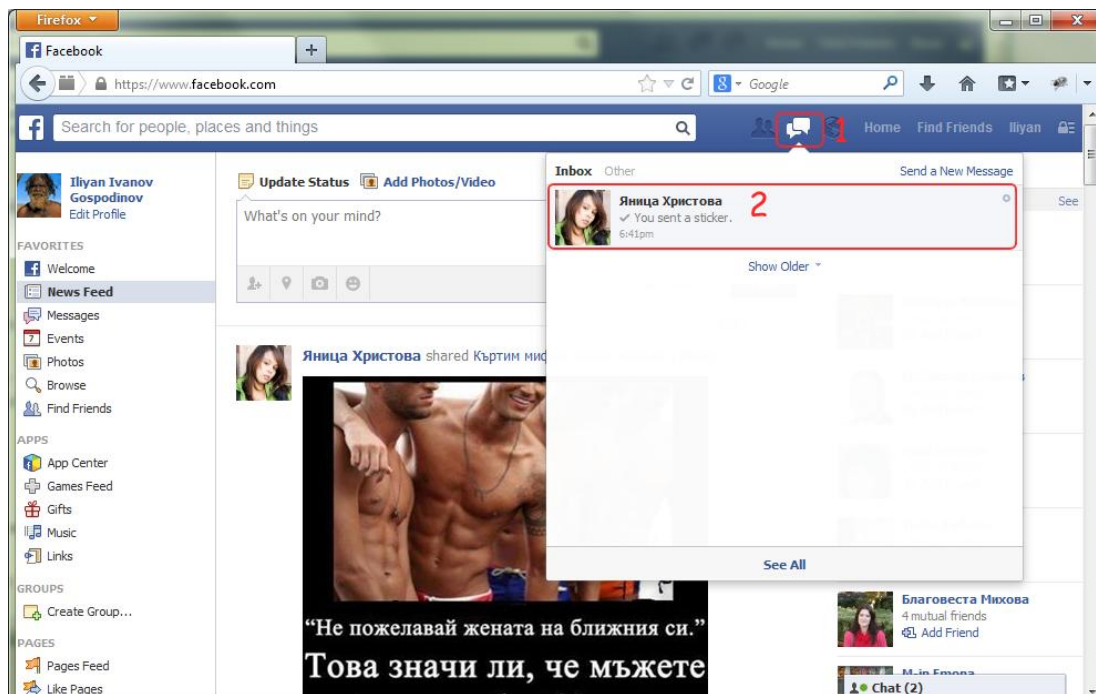 Firefox
Facebook
https://www.facebook.com
Google
Search for people, places and things
1
Home
Find Friends
Iliyan
Iliyan Ivanov
Gospodinov
Edit Profile
FAVORITES
Welcome
News Feed
Messages
7
Events
Photos
Browse
Find Friends
APPS
App Center
Games Feed
Gifts
Music
Links
GROUPS
Create Group...
PAGES
Pages Feed
Like Pages
Update Status
Add Photos/Video
What's on your mind?
Яница Христова shared Къртим
“Не пожелавай жената на ближния си.”
Това значи ли, че мъжете
Inbox
Other
Send a New Message
Яница Христова
2
You sent a sticker.
6:41pm
Show Older
See All
See
Благовеста Михова
4 mutual friends
Add Friend
Chat (2)